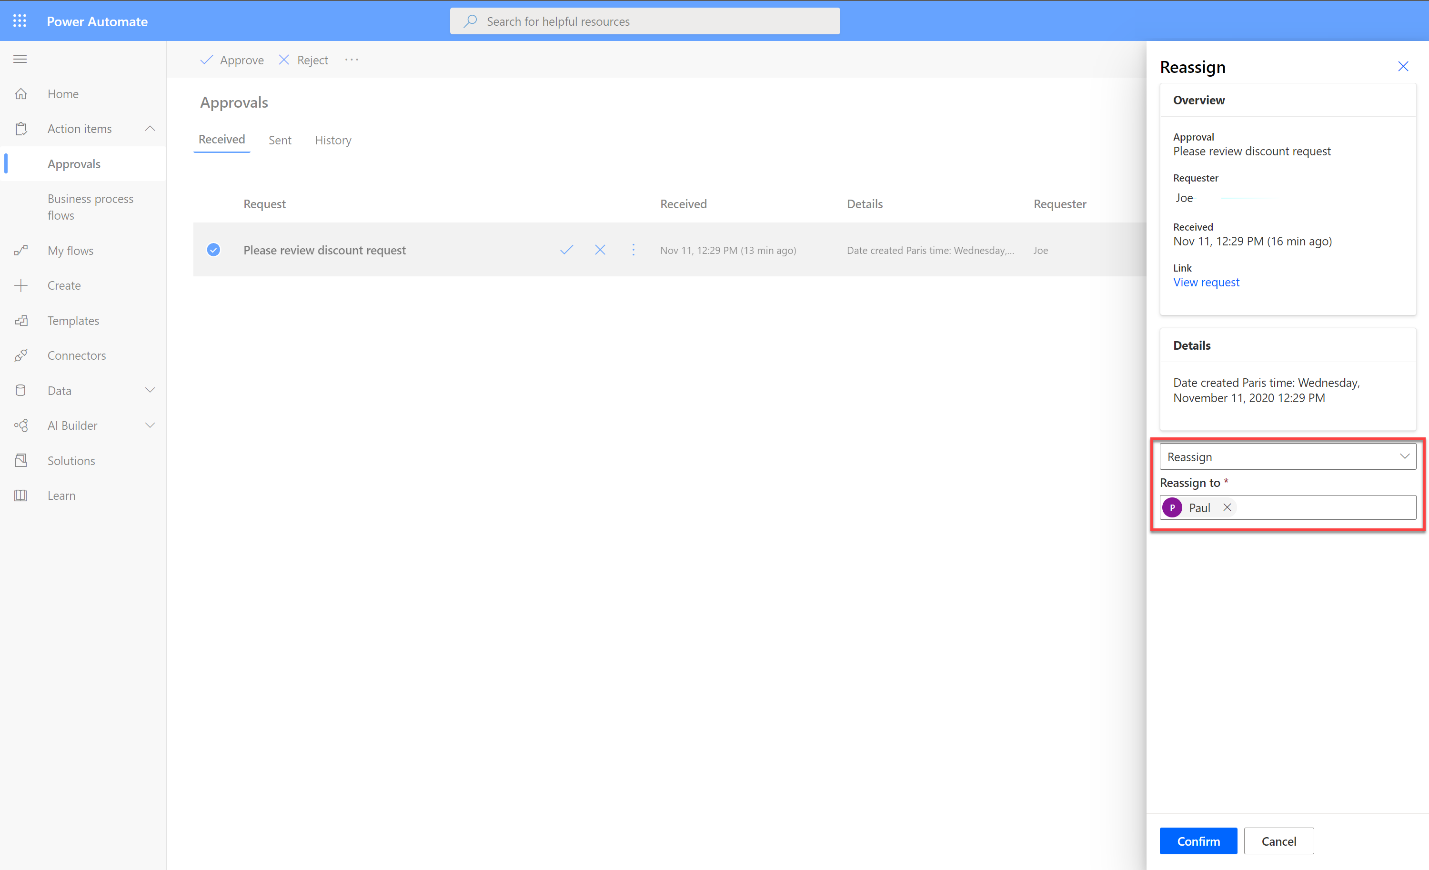 Power Automate
Search for helpful resources
Home
Action items
Approvals
Business process
flows
My flows
Create
Templates
Connectors
Data
AI Builder
Solutions
Learn
Approve Reject ···
Approvals
Received Sent History
Request Received Details Requester
Please review discount request Nov 11, 12:29 PM (13 min ago) Date created Paris time: Wednesday,... Joe
Reassign
Overview
Approval
Please review discount request
Requester
Joe
Received
Nov 11, 12:29 PM (16 min ago)
Link
View request
Details
Date created Paris time: Wednesday,
November 11, 2020 12:29 PM
Reassign
Reassign to *
P Paul
Confirm Cancel